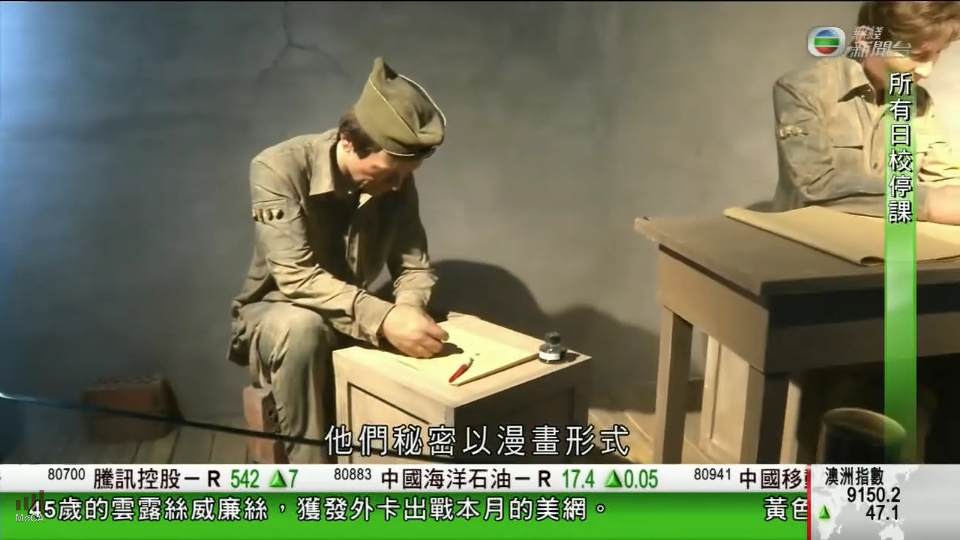 無綫
新聞台
所有日校停課
他們秘密以漫畫形式
80700 騰訊控股-R 542 ▲7 80883 中國海洋石油-R 17.4 ▲0.05 80941 中國移
澳洲指數
9150.2
▲ 47.1
45歲的雲露絲威廉絲，獲發外卡出戰本月的美網。 黃色
MoCA